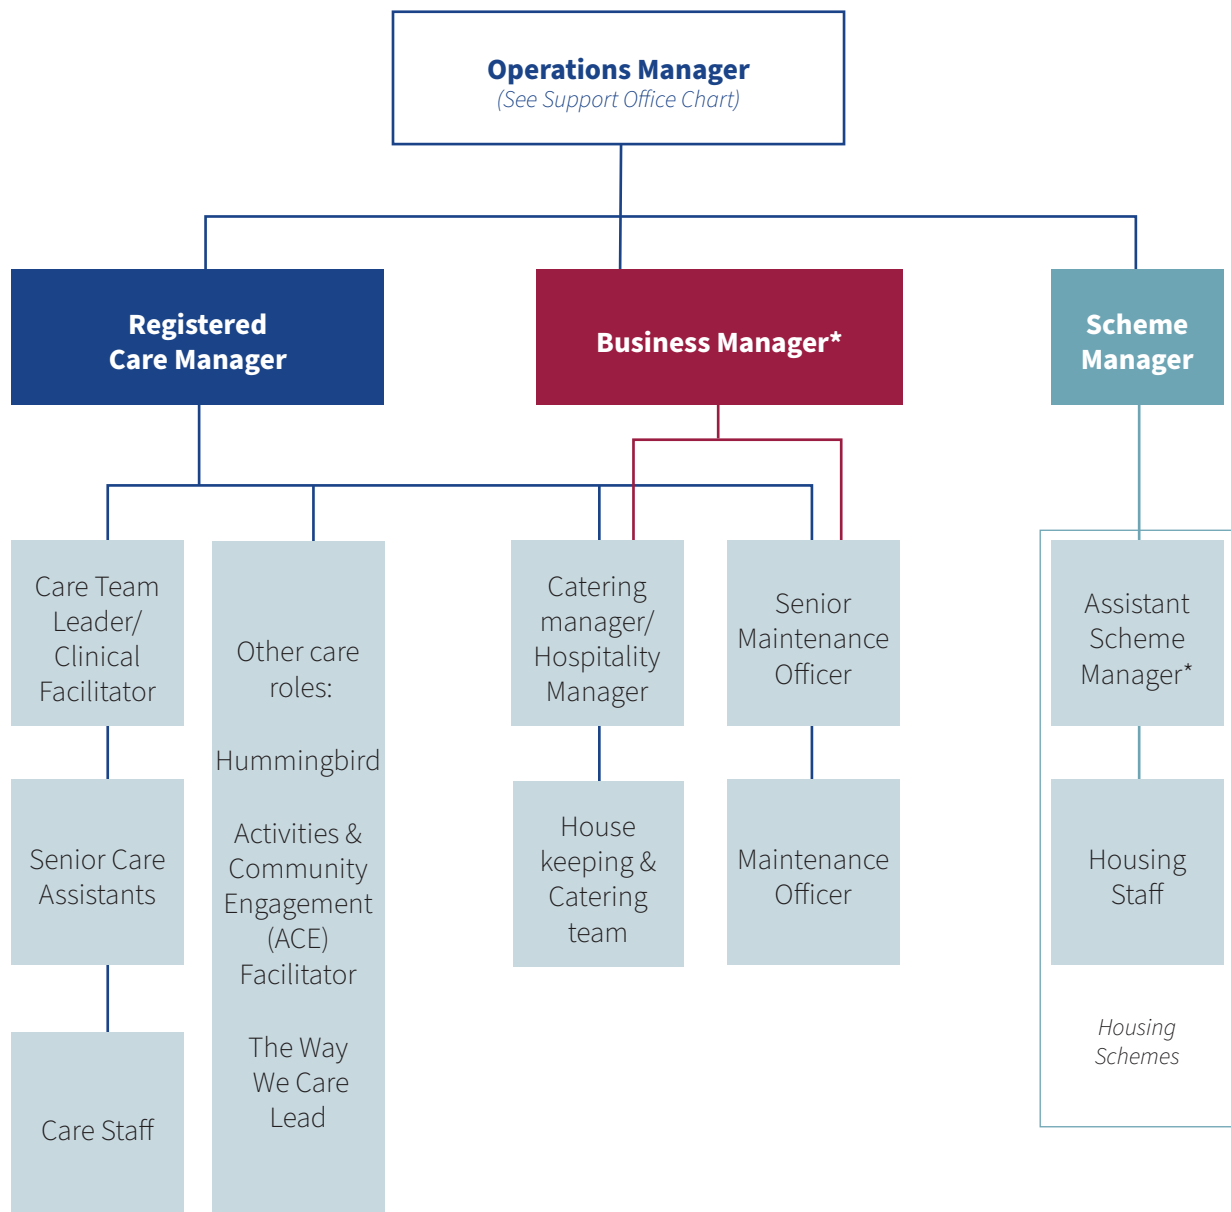 Operations Manager
(See Support Office Chart)
Registered
Care Manager
Business Manager*
Scheme
Manager
Care Team
Leader/
Clinical
Facilitator
Other care
roles:
Hummingbird
Activities &
Community
Engagement
(ACE)
Facilitator
The Way
We Care
Lead
Catering
manager/
Hospitality
Manager
Senior
Maintenance
Officer
Assistant
Scheme
Manager*
Senior Care
Assistants
House
keeping &
Catering
team
Maintenance
Officer
Housing
Staff
Care Staff
Housing
Schemes